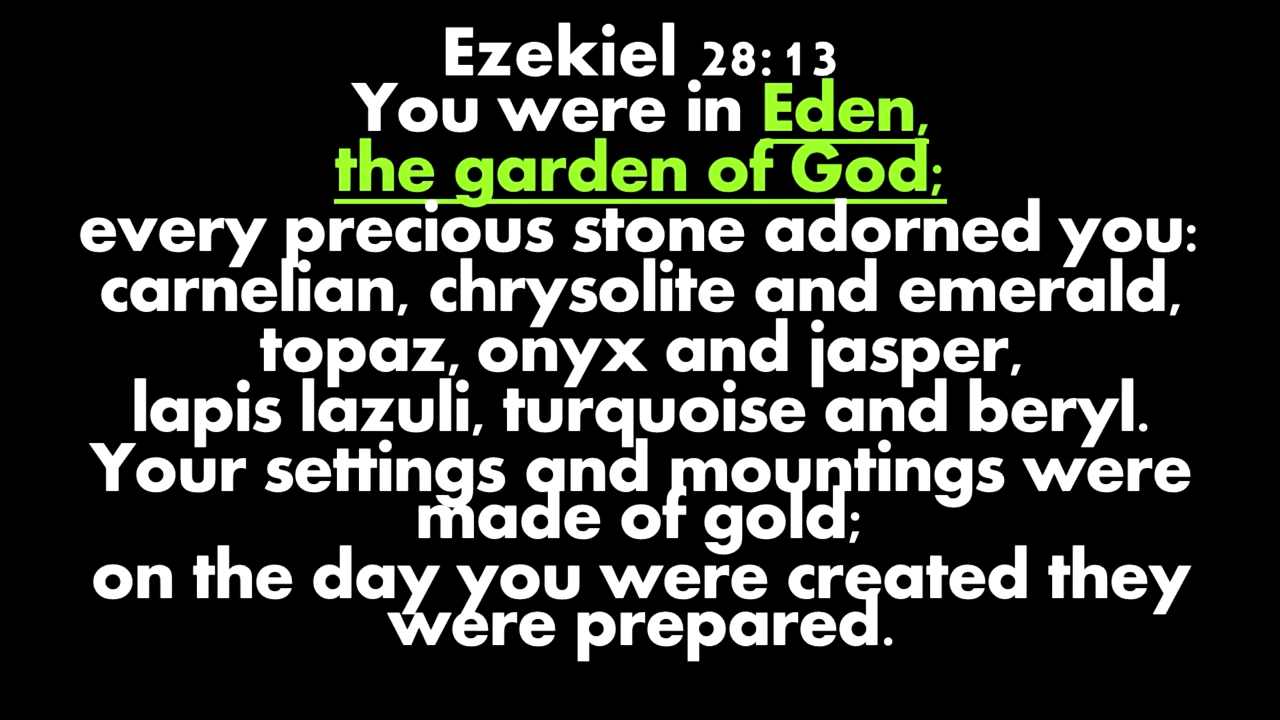 Ezekiel 28:13
You were in Eden,
the garden of God;
every precious stone adorned you:
carnelian, chrysolite and emerald,
topaz, onyx and jasper,
lapis lazuli, turquoise and beryl.
Your settings and mountings were
made of gold;
on the day you were created they
were prepared.